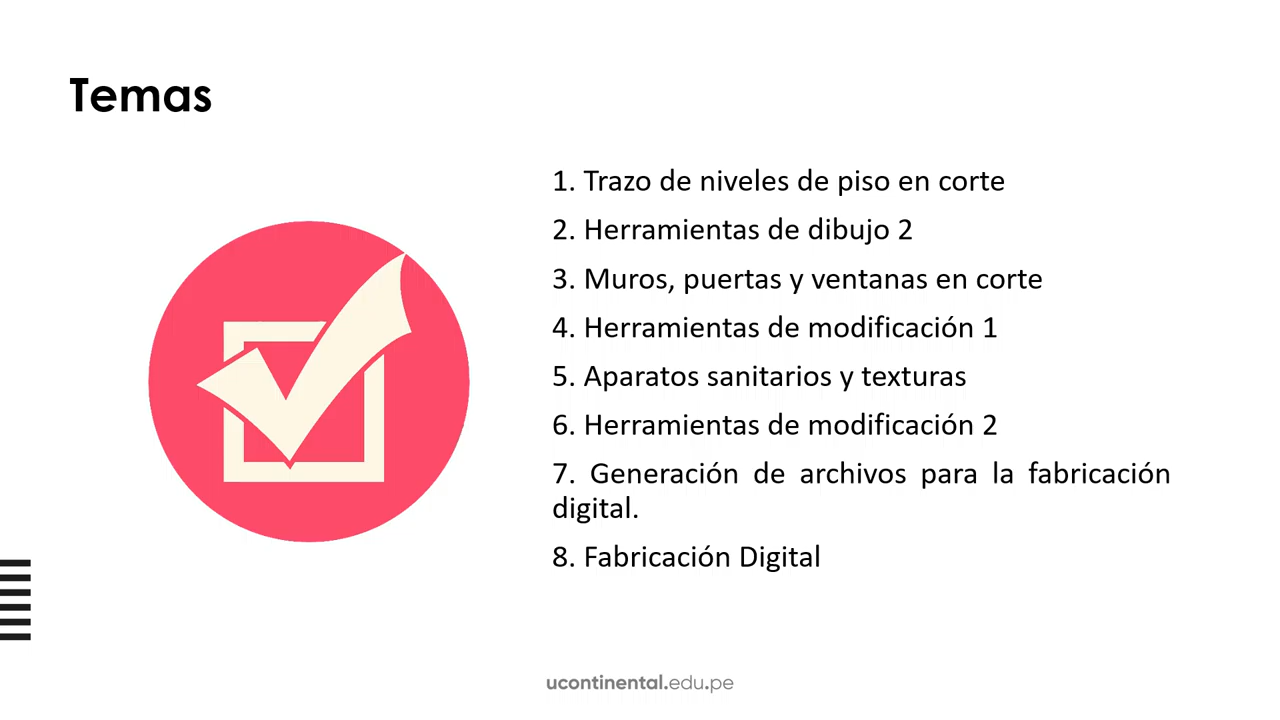 Temas
1. Trazo de niveles de piso en corte
2. Herramientas de dibujo 2
3. Muros, puertas y ventanas en corte
4. Herramientas de modificación 1
5. Aparatos sanitarios y texturas
6. Herramientas de modificación 2
7. Generación de archivos para la fabricación
digital.
8. Fabricación Digital
ucontinental.edu.pe